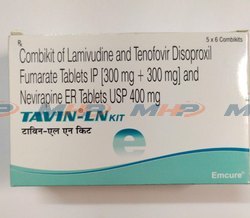 Rx
Combikit of Lamivudine and Tenofovir Disoproxil
Fumarate Tablets IP [300 mg + 300 mg] and
Nevirapine ER Tablets USP 400 mg
5 x 6 Combikits
MHP
TAVIN-LN KIT
टाविन-एल एन किट
e
Emcure